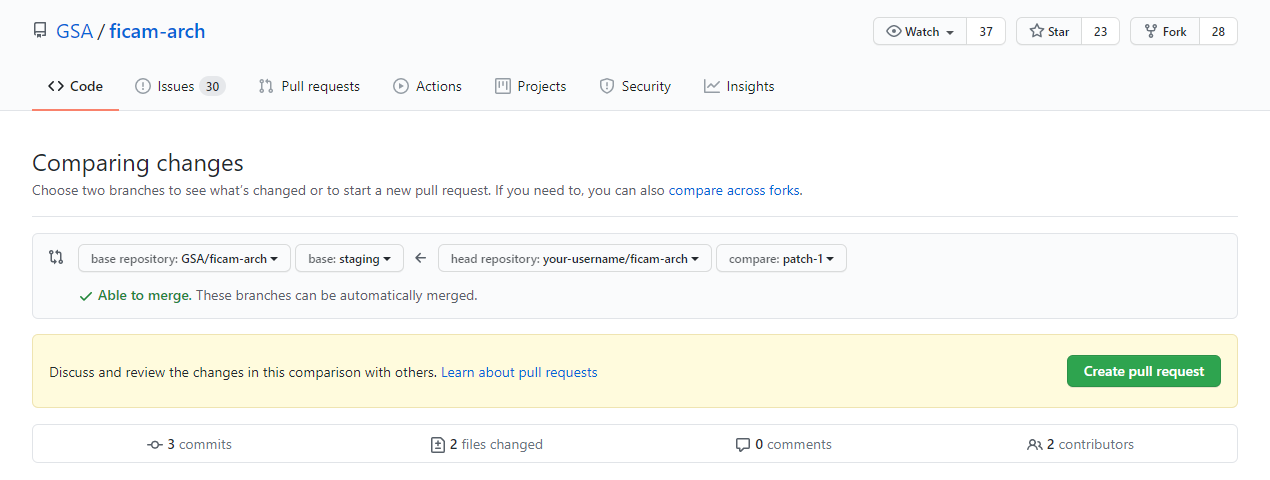 GSA / ficam-arch Watch 37 Star 23 Fork 28
Code Issues 30 Pull requests Actions Projects Security Insights
Comparing changes
Choose two branches to see what's changed or to start a new pull request. If you need to, you can also compare across forks.
base repository: GSA/ficam-arch base: staging head repository: your-username/ficam-arch compare: patch-1
Able to merge. These branches can be automatically merged.
Discuss and review the changes in this comparison with others. Learn about pull requests Create pull request
3 commits 2 files changed 0 comments 2 contributors